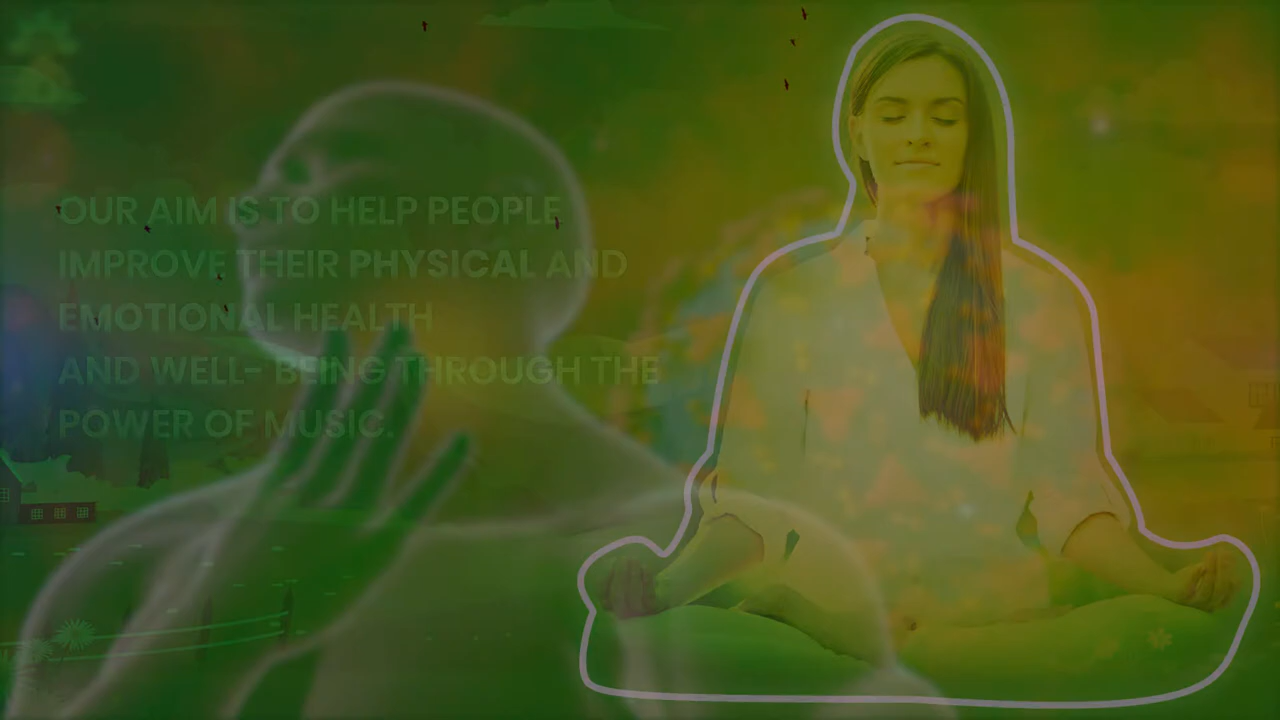 OUR AIM IS TO HELP PEOPLE
IMPROVE THEIR PHYSICAL AND
EMOTIONAL HEALTH
AND WELL- BEING THROUGH THE
POWER OF MUSIC.